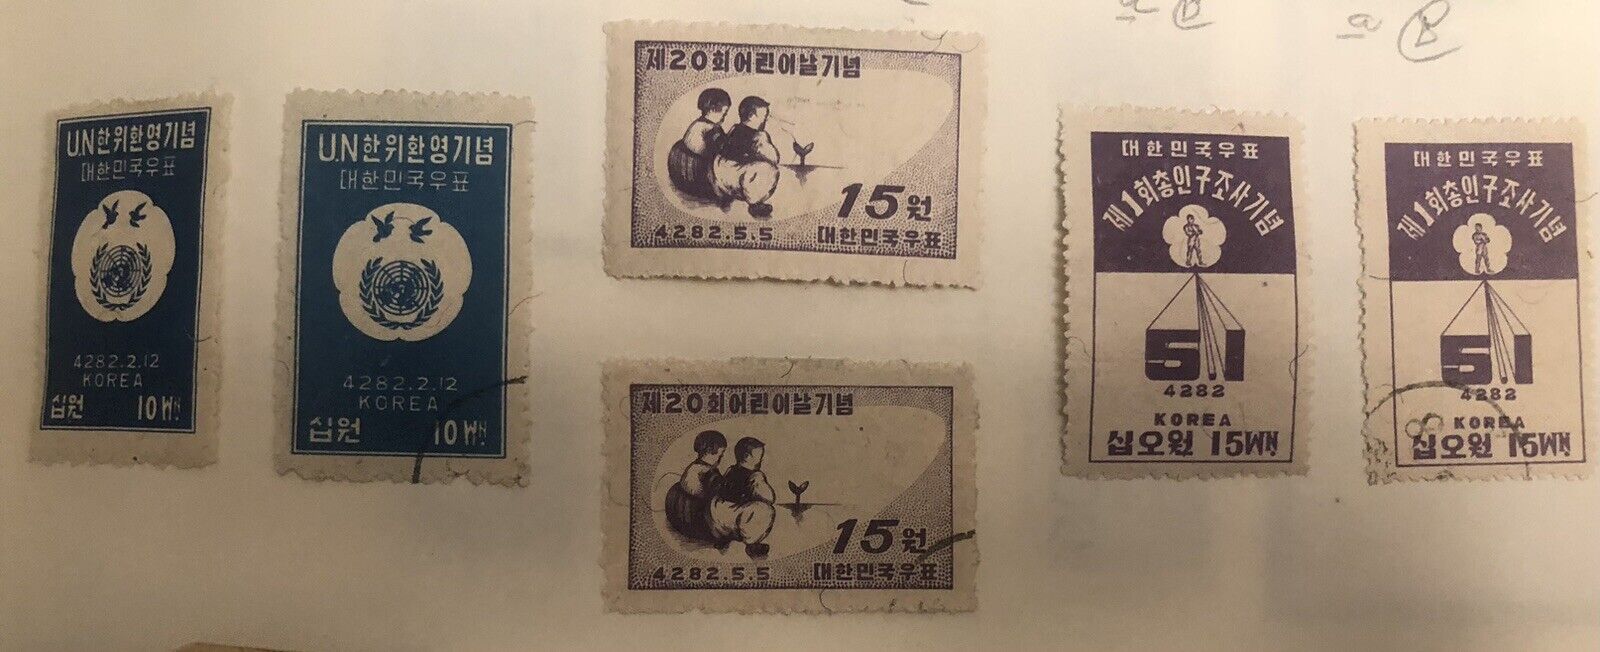 U.N한위환영기념
대한민국우표
4282.2.12
KOREA
십원 10 WN
U.N한위환영기념
대한민국우표
4282.2.12
KOREA
십원 10 WN
제20회어린이날기념
15원
4282.5.5 대한민국우표
제20회어린이날기념
15원
4282.5.5 대한민국우표
a B
대한민국우표
제1회총인구조사기념
51
4282
KOREA
십오원 15WN
a B
대한민국우표
제1회총인구조사기념
51
4282
KOREA
십오원 15WN